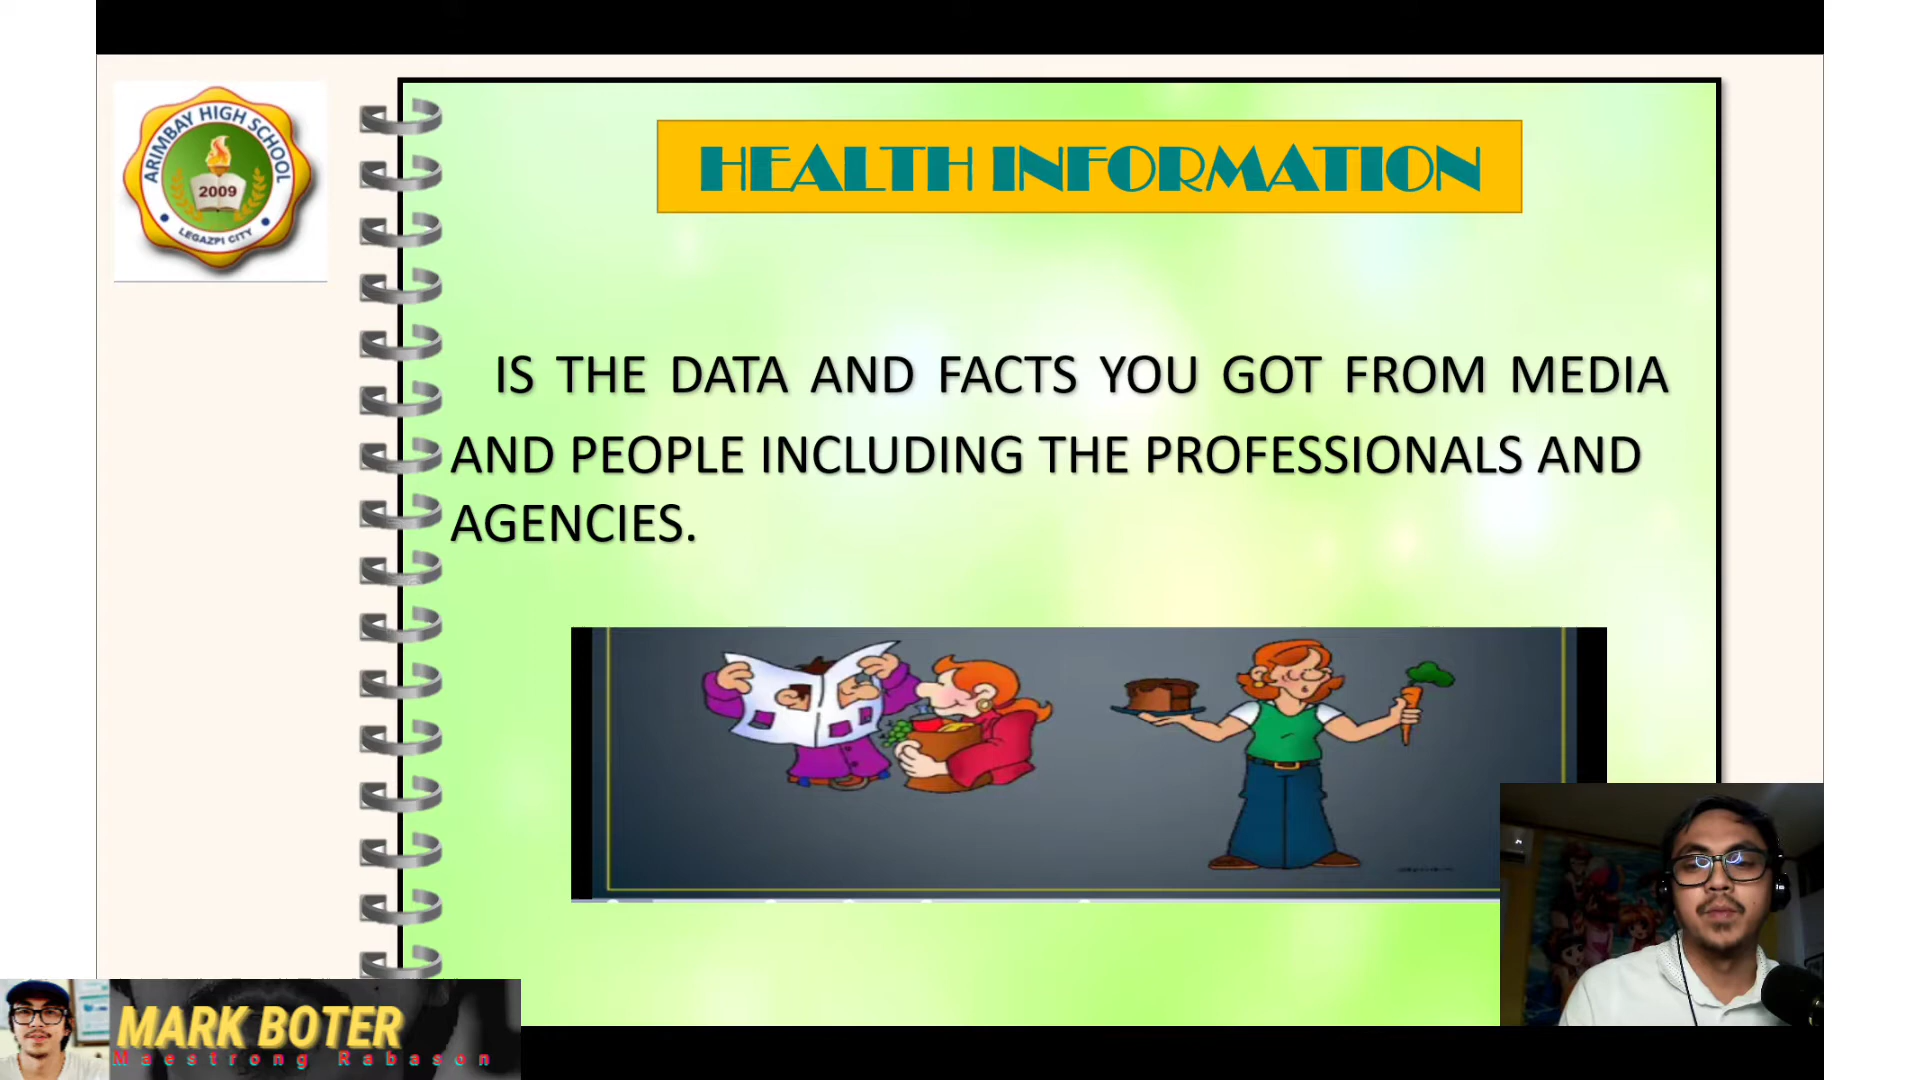 ARIMBAY HIGH SCHOOL
2009
LEGAZPI CITY
HEALTH INFORMATION
IS THE DATA AND FACTS YOU GOT FROM MEDIA
AND PEOPLE INCLUDING THE PROFESSIONALS AND
AGENCIES.
MARK BOTER
Maestrong Rabason